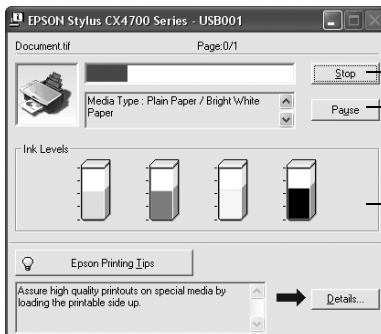 EPSON Stylus CX4700 Series - USB001
Document.tif Page:0/1
Stop
Media Type : Plain Paper / Bright White
Paper
Pause
Ink Levels
Epson Printing Tips
Assure high quality printouts on special media by
loading the printable side up.
Details...